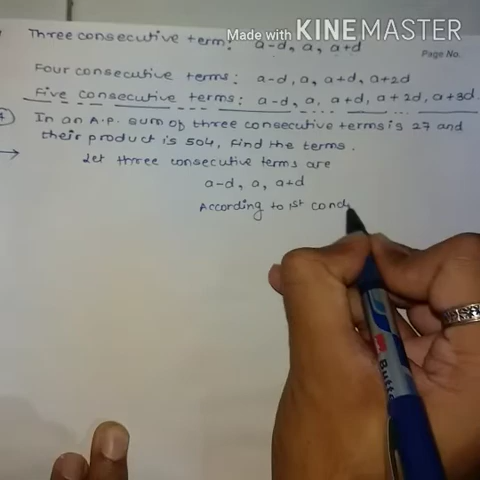 Made with KINEMASTER
Three consecutive term: a-d, a, a+d
Page No.
Four consecutive terms: a-d, a, a+d, a+2d
Five consecutive terms: a-d, a, a+d, a+2d, a+3d
In an A.P. sum of three consecutive terms is 27 and
their product is 504, find the terms.
→ Let three consecutive terms are
a-d, a, a+d
According to 1st cond